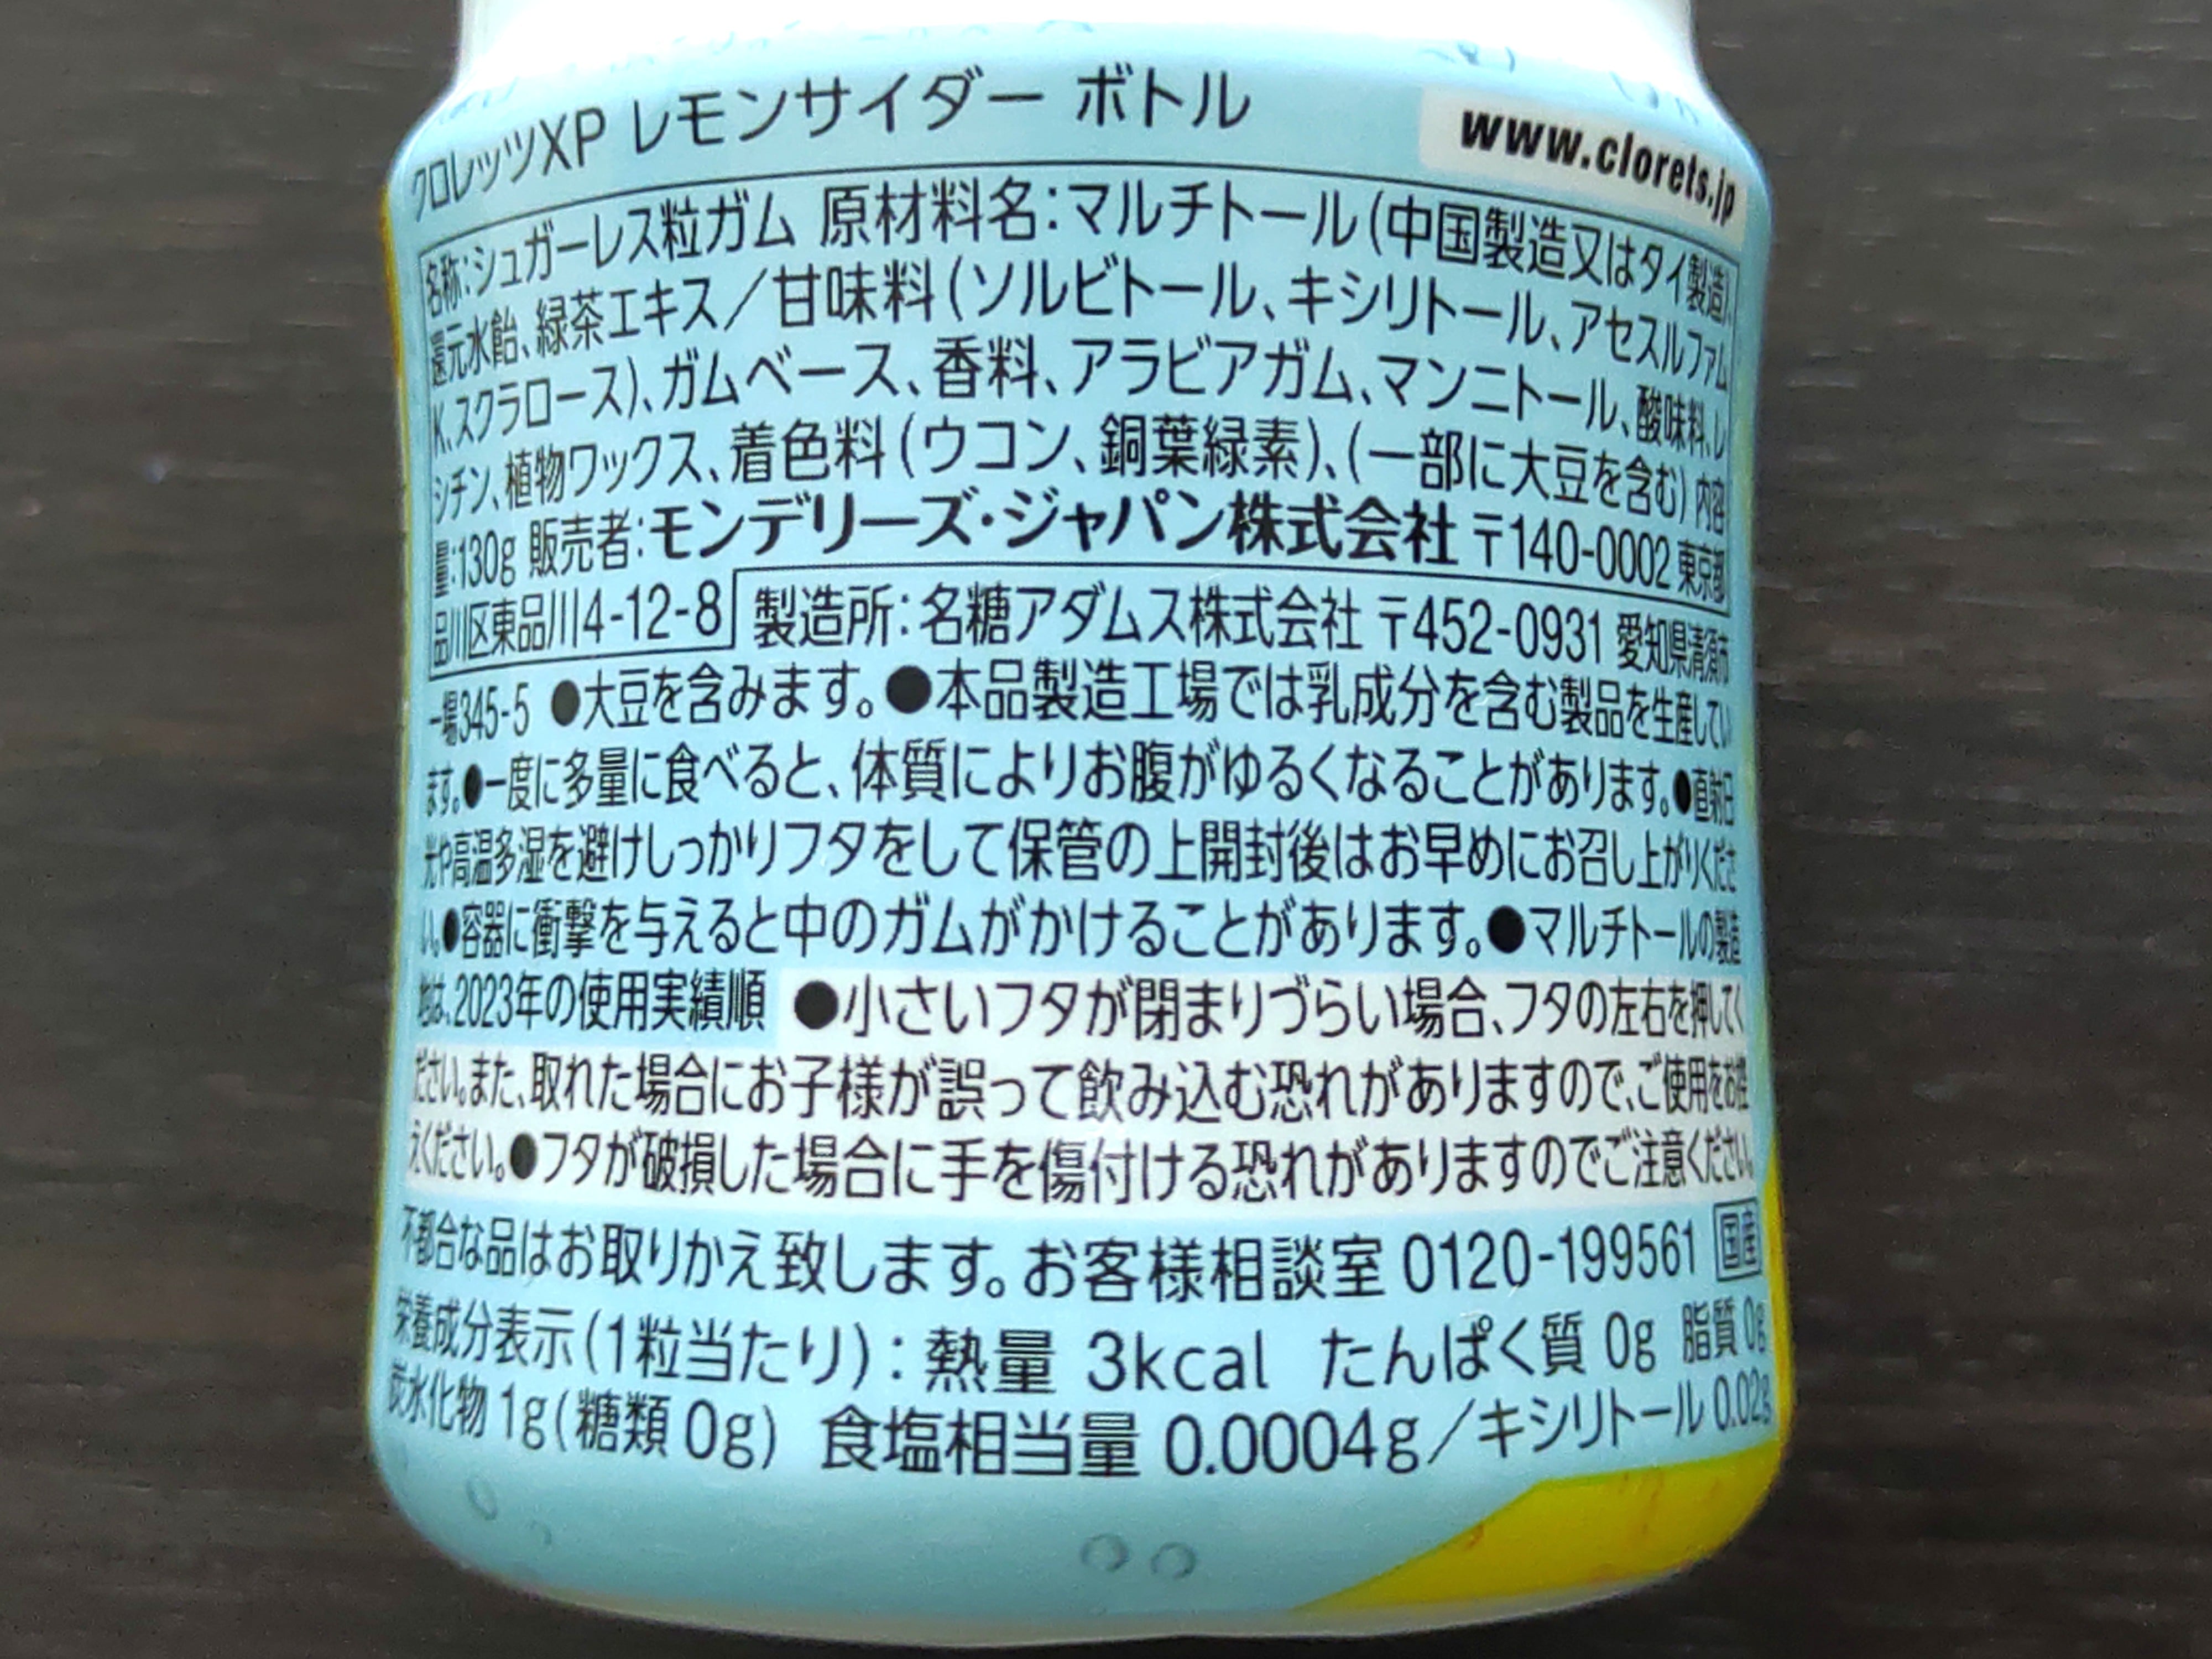 クロレッツXP レモンサイダー ボトル
www.clorets.jp
名称:シュガーレス粒ガム 原材料名:マルチトール(中国製造又はタイ製造)、
還元水飴、緑茶エキス/甘味料(ソルビトール、キシリトール、アセスルファム
K、スクラロース)、ガムベース、香料、アラビアガム、マンニトール、酸味料、レ
シチン、植物ワックス、着色料(ウコン、銅葉緑素)、(一部に大豆を含む) 内容
量:130g 販売者:モンデリーズ・ジャパン株式会社 〒140-0002 東京都
品川区東品川4-12-8 製造所:名糖アダムス株式会社 〒452-0931 愛知県清須市
一場345-5 ●大豆を含みます。●本品製造工場では乳成分を含む製品を生産してい
ます。●一度に多量に食べると、体質によりお腹がゆるくなることがあります。●直射日
光や高温多湿を避けしっかりフタをして保管の上開封後はお早めにお召し上がりくださ
い。●容器に衝撃を与えると中のガムがかけることがあります。●マルチトールの製造
地は、2023年の使用実績順 ●小さいフタが閉まりづらい場合、フタの左右を押してく
ださい。また、取れた場合にお子様が誤って飲み込む恐れがありますので、ご使用をお控
えください。●フタが破損した場合に手を傷付ける恐れがありますのでご注意ください。
不都合な品はお取りかえ致します。お客様相談室 0120-199561 国産
栄養成分表示(1粒当たり):熱量 3kcal たんぱく質 0g 脂質 0g
炭水化物 1g(糖類 0g) 食塩相当量 0.0004g/キシリトール 0.02g